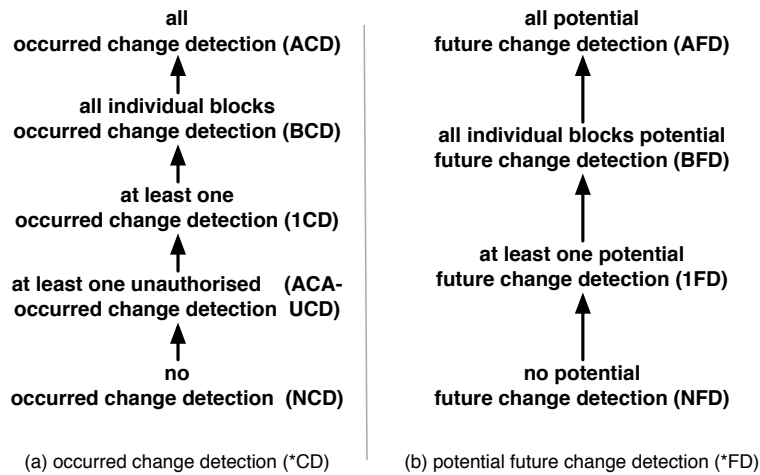 all
occurred change detection (ACD)
all individual blocks
occurred change detection (BCD)
at least one
occurred change detection (1CD)
at least one unauthorised (ACA-
occurred change detection UCD)
no
occurred change detection (NCD)
(a) occurred change detection (*CD)
all potential
future change detection (AFD)
all individual blocks potential
future change detection (BFD)
at least one potential
future change detection (1FD)
no potential
future change detection (NFD)
(b) potential future change detection (*FD)